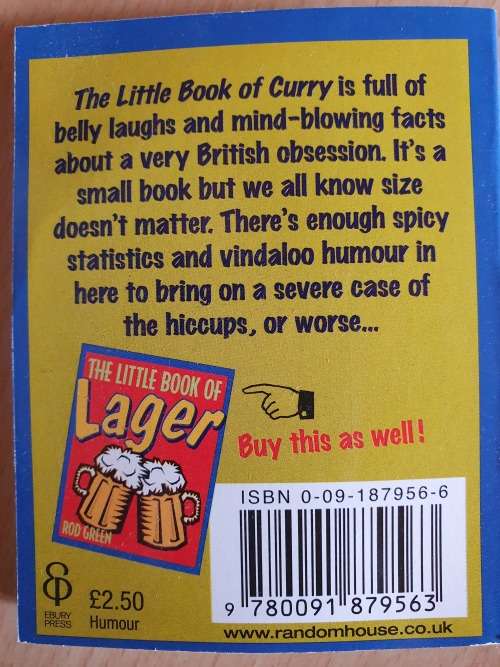 The Little Book of Curry is full of
belly laughs and mind-blowing facts
about a very British obsession. It's a
small book but we all know size
doesn't matter. There's enough spicy
statistics and vindaloo humour in
here to bring on a severe case of
the hiccups, or worse...
THE LITTLE BOOK OF
Lager
ROD GREEN
Buy this as well!
ISBN 0-09-187956-6
9 780091 879563
EBURY
PRESS
£2.50
Humour
www.randomhouse.co.uk